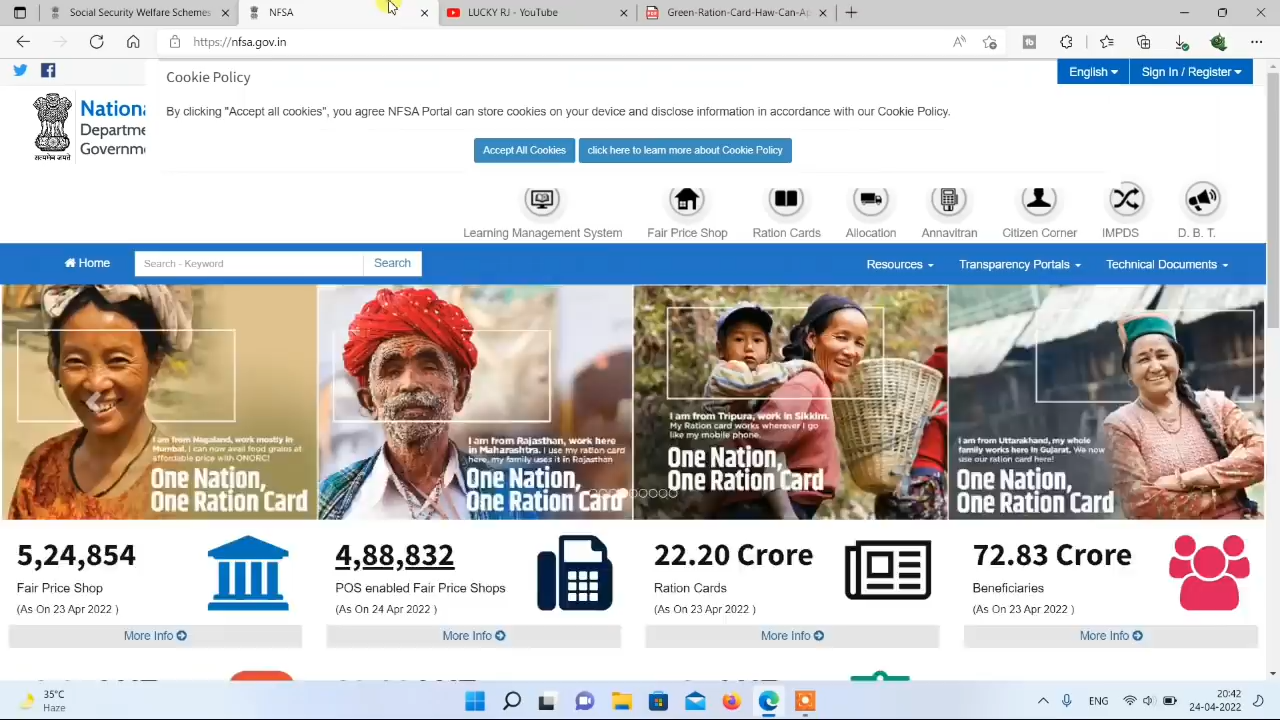 Social Security Welfare Schemes
NFSA
LUCKY RJ - YouTube
Green-Ration-Card-Haw-Can-Ap
https://nfsa.gov.in
Cookie Policy
English
Sign In / Register
By clicking "Accept all cookies", you agree NFSA Portal can store cookies on your device and disclose information in accordance with our Cookie Policy.
Nationa
Departme
Governm
सत्यमेव जयते
Accept All Cookies
click here to learn more about Cookie Policy
Learning Management System
Fair Price Shop
Ration Cards
Allocation
Annavitran
Citizen Corner
IMPDS
D. B. T.
Home
Search - Keyword
Search
Resources
Transparency Portals
Technical Documents
I am from Nagaland, work mostly in
Mumbai. I can now avail food grains at
affordable price with ONORC!
One Nation,
One Ration Card
I am from Rajasthan, work here
in Maharashtra. I use my ration card
here, my family uses it in Rajasthan
One Nation,
One Ration Card
I am from Tripura, work in Sikkim.
My Ration card works wherever I go
like my mobile phone.
One Nation,
One Ration Card
I am from Uttarakhand, my whole
family works here in Gujarat. We now
use our ration card here!
One Nation,
One Ration Card
5,24,854
Fair Price Shop
(As On 23 Apr 2022 )
More Info
4,88,832
POS enabled Fair Price Shops
(As On 24 Apr 2022 )
More Info
22.20 Crore
Ration Cards
(As On 23 Apr 2022 )
More Info
72.83 Crore
Beneficiaries
(As On 23 Apr 2022 )
More Info
35°C
Haze
ENG
20:42
24-04-2022